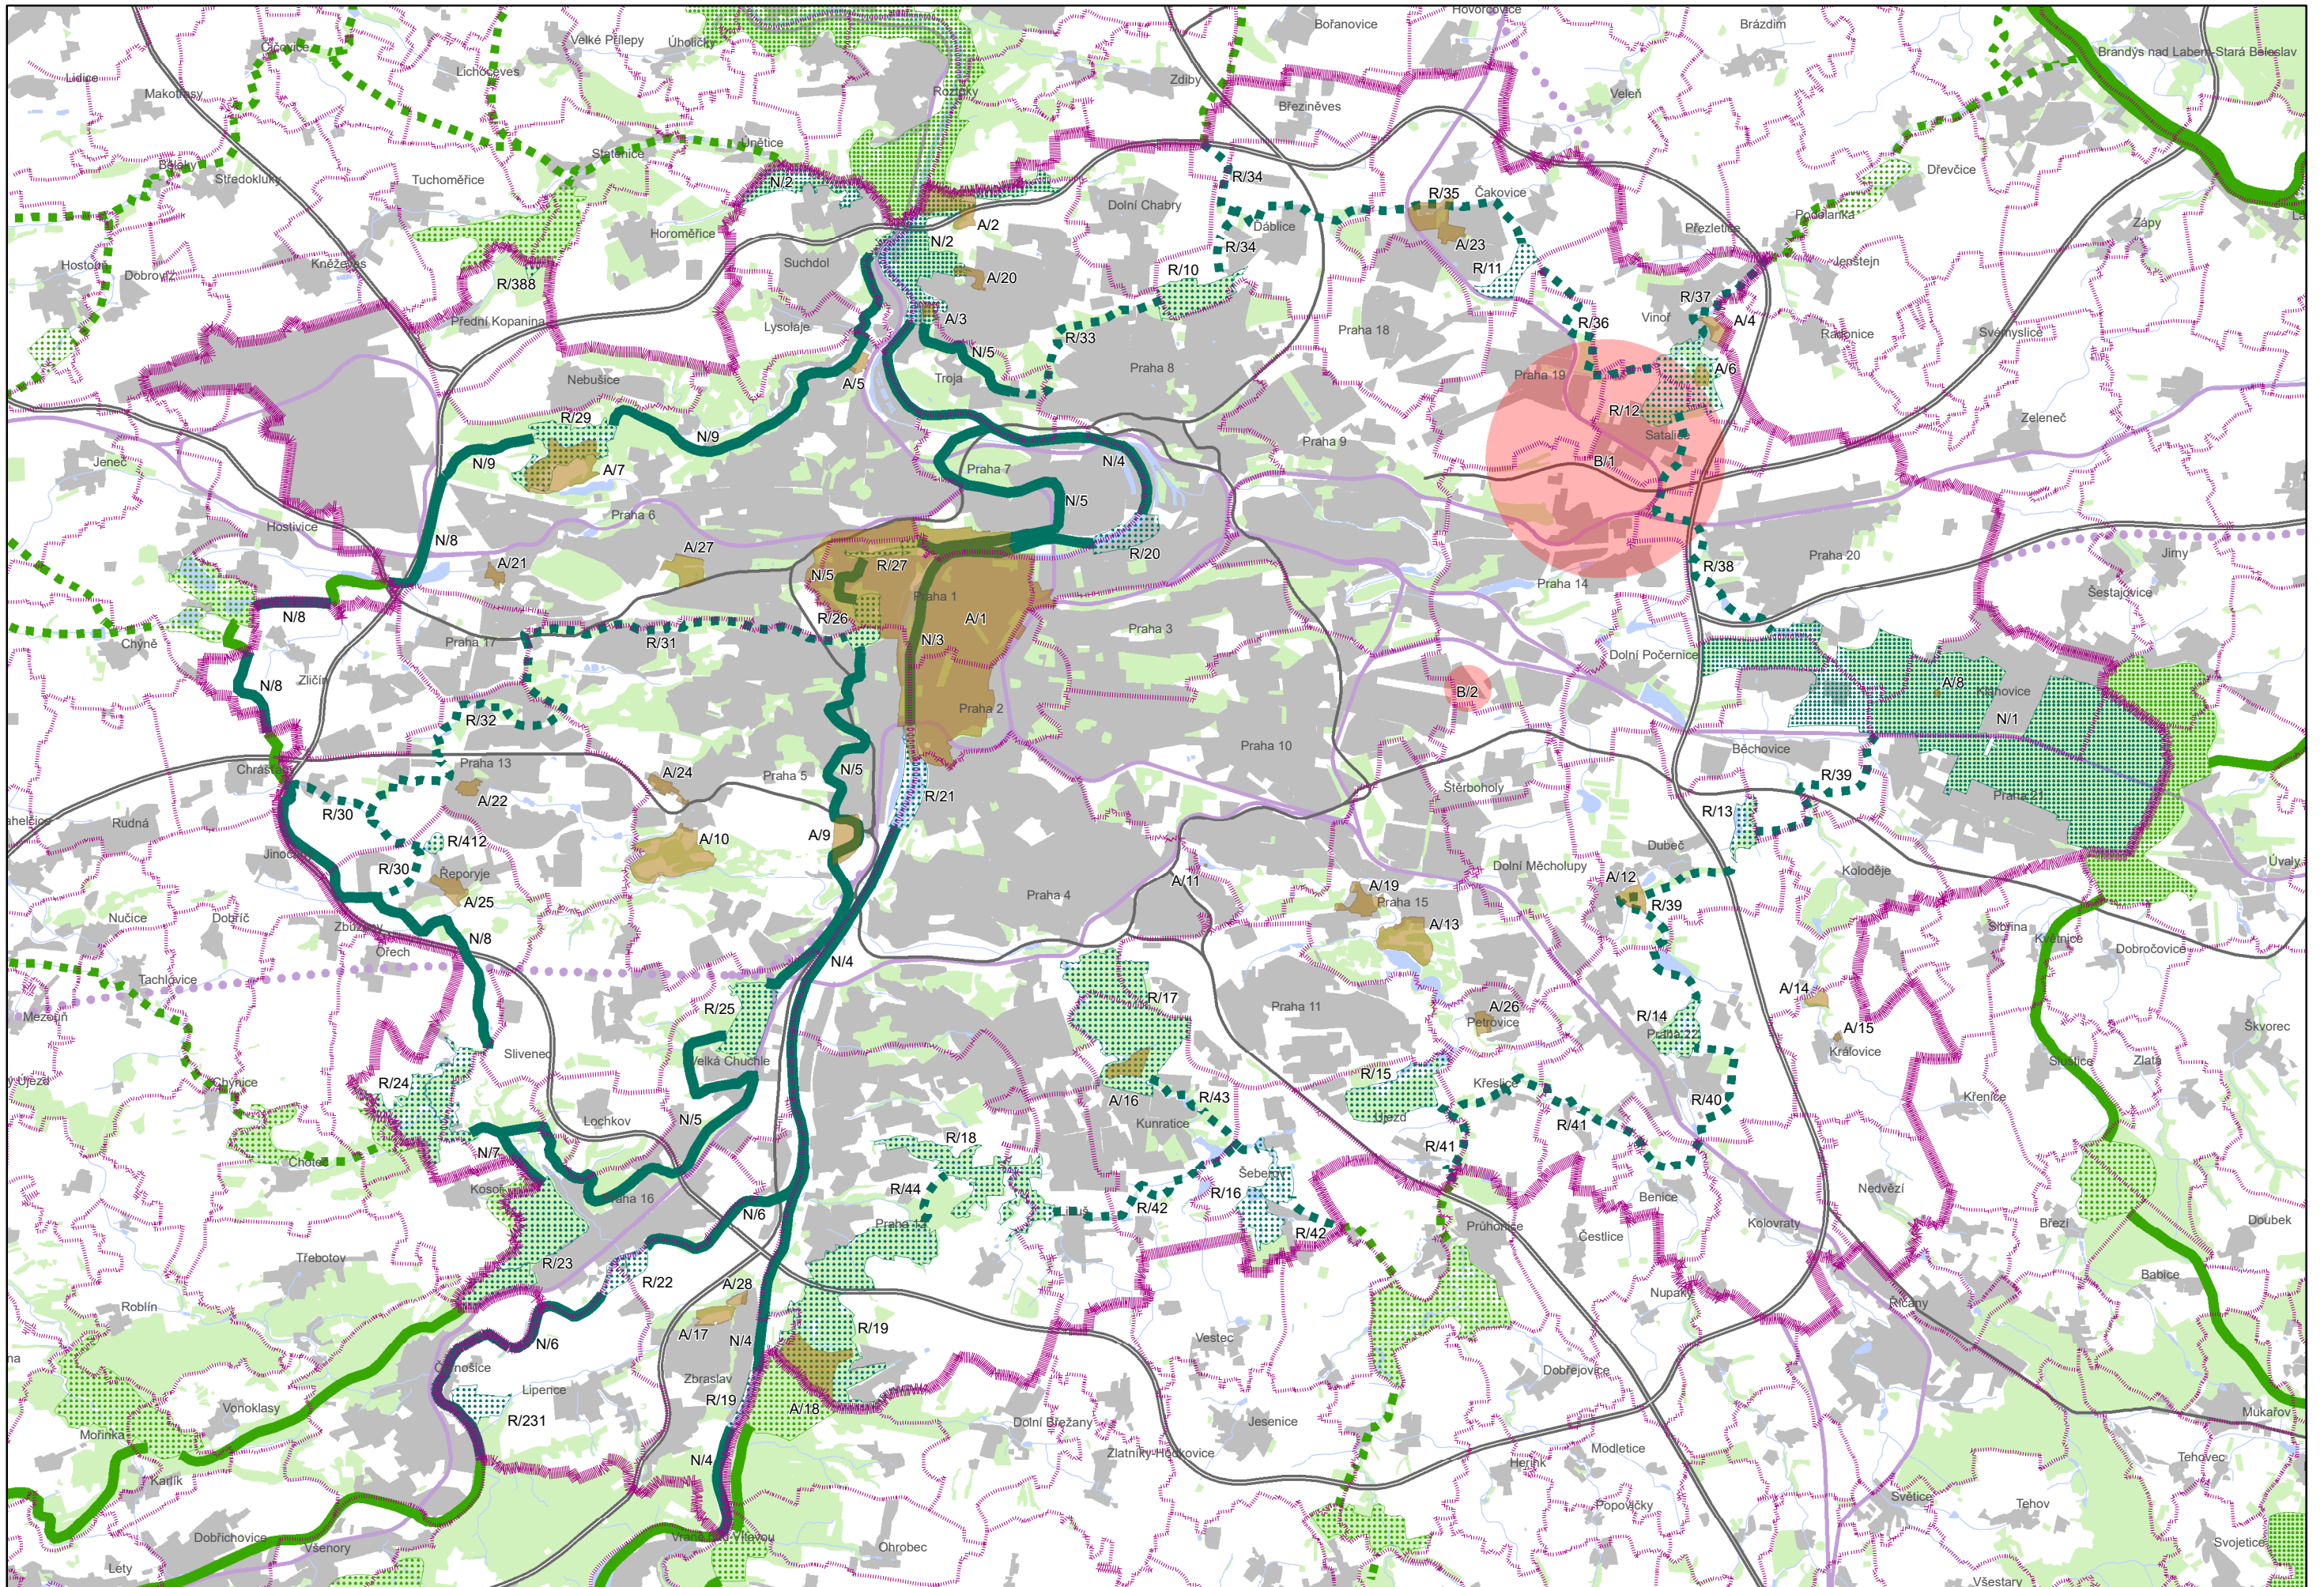 Bořanovice
Hovorčovice
Brázdim
Čičovice
Velké Přílepy
Úholičky
Brandýs nad Labem-Stará Boleslav
Lidice
Lichoceves
Zdiby
Makotřasy
Roztoky
Březiněves
Veleň
Únětice
Statenice
Běloky
Středokluky
Tuchoměřice
Dřevčice
N/2
R/34
R/35
Čakovice
Dolní Chabry
Podolanka
A/2
Zápy
Horoměřice
N/2
Ďáblice
Přezletice
A/23
R/34
Hostouň
Dobrovíz
Kněževes
Suchdol
R/11
Jenštejn
R/388
A/20
R/10
R/37
Přední Kopanina
Lysolaje
A/3
Vinoř
A/4
R/36
Praha 18
R/33
Radonice
Svémyslice
N/5
Nebušice
A/5
Troja
Praha 8
Praha 19
A/6
R/29
R/12
N/9
Satalice
Zeleneč
Praha 9
Jeneč
N/9
A/7
Praha 7
N/4
B/1
N/5
Praha 6
Hostivice
N/8
R/20
Praha 20
Jirny
A/27
A/21
R/27
N/5
R/38
Praha 14
Praha 1
Šestajovice
N/8
R/26
A/1
Praha 3
Chýně
Praha 17
R/31
N/3
Dolní Počernice
Zličín
N/8
B/2
A/8
Klánovice
R/32
Praha 2
N/1
Praha 10
Běchovice
Praha 13
Praha 5
N/5
A/24
R/39
A/22
Štěrboholy
Praha 21
R/21
R/30
R/13
Rudná
A/9
R/412
A/10
Dubeč
Jinočany
R/30
Řeporyje
Dolní Měcholupy
Úvaly
Koloděje
A/12
A/11
A/19
Praha 4
A/25
Praha 15
R/39
Nučice
Dobříč
A/13
Zbuzany
Sibřina
N/8
Květnice
Ořech
Dobročovice
N/4
Tachlovice
R/17
A/14
R/25
Praha 11
Mezouň
A/26
R/14
Petrovice
Praha 22
A/15
Škvorec
Slivenec
Královice
Velká Chuchle
Sluštice
Zlatá
R/15
Chýnice
R/24
Křeslice
A/16
R/43
Křenice
R/40
Újezd
Lochkov
N/5
Kunratice
R/41
R/18
N/7
Choteč
R/41
Šeberov
Kosoř
R/44
R/16
Nedvězí
Praha 16
Benice
R/42
N/6
Březí
Doubek
Průhonice
Kolovraty
R/42
Čestlice
Třebotov
R/23
R/22
Babice
A/28
Nupaky
Říčany
Roblín
R/19
A/17
N/4
Vestec
N/6
Dobřejovice
Zbraslav
Lipence
R/19
A/18
Vonoklasy
R/231
Dolní Břežany
Jesenice
Mukařov
Mořinka
Zlatníky-Hodkovice
Modletice
N/4
Herink
Tehovec
Karlík
Světice
Popovičky
Tehov
Dobřichovice
Všenory
Ohrobec
Svojetice
Lety
Všestary